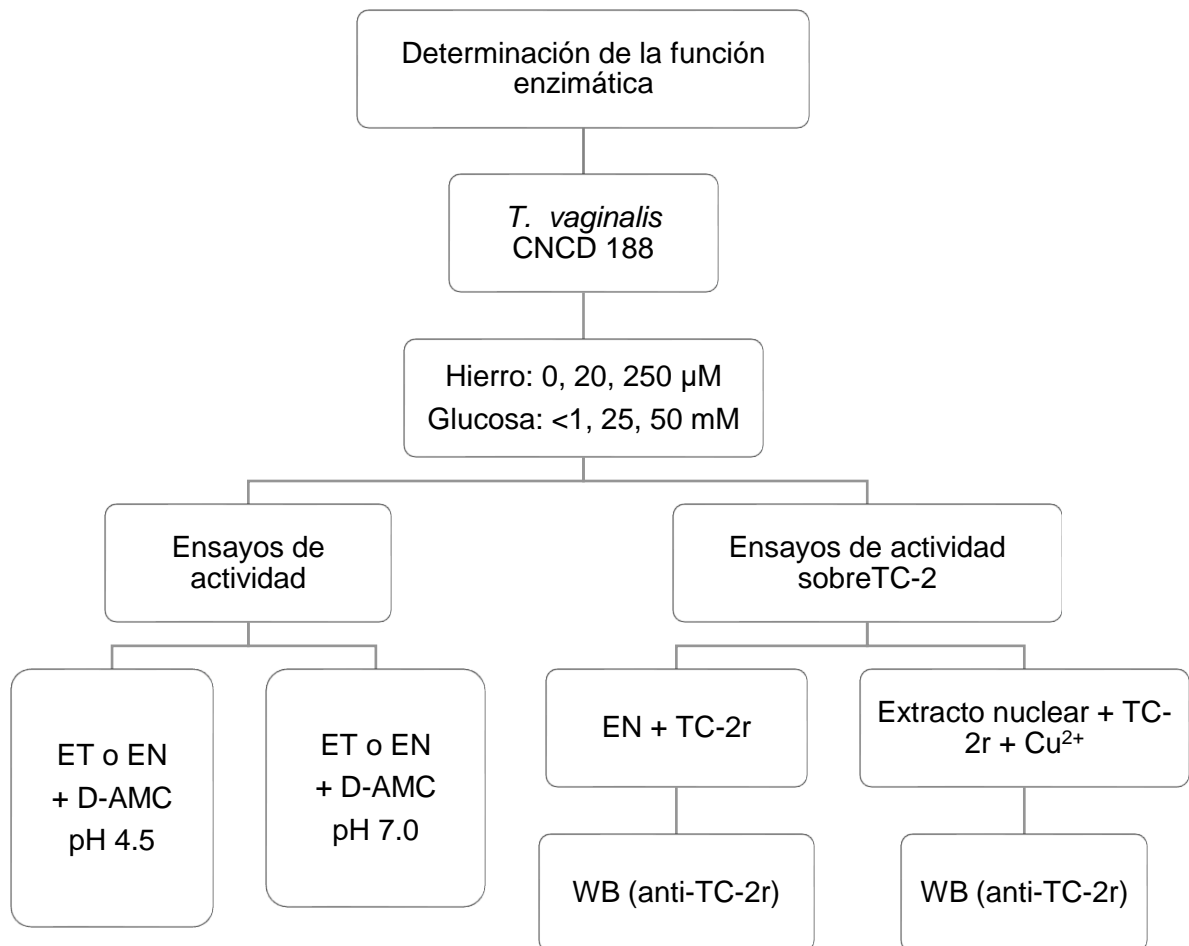 Determinación de la función
enzimática
T. vaginalis
CNCD 188
Hierro: 0, 20, 250 µM
Glucosa: <1, 25, 50 mM
Ensayos de
actividad
Ensayos de actividad
sobreTC-2
ET o EN
+ D-AMC
pH 4.5
ET o EN
+ D-AMC
pH 7.0
EN + TC-2r
Extracto nuclear + TC-
2r + Cu²⁺
WB (anti-TC-2r)
WB (anti-TC-2r)